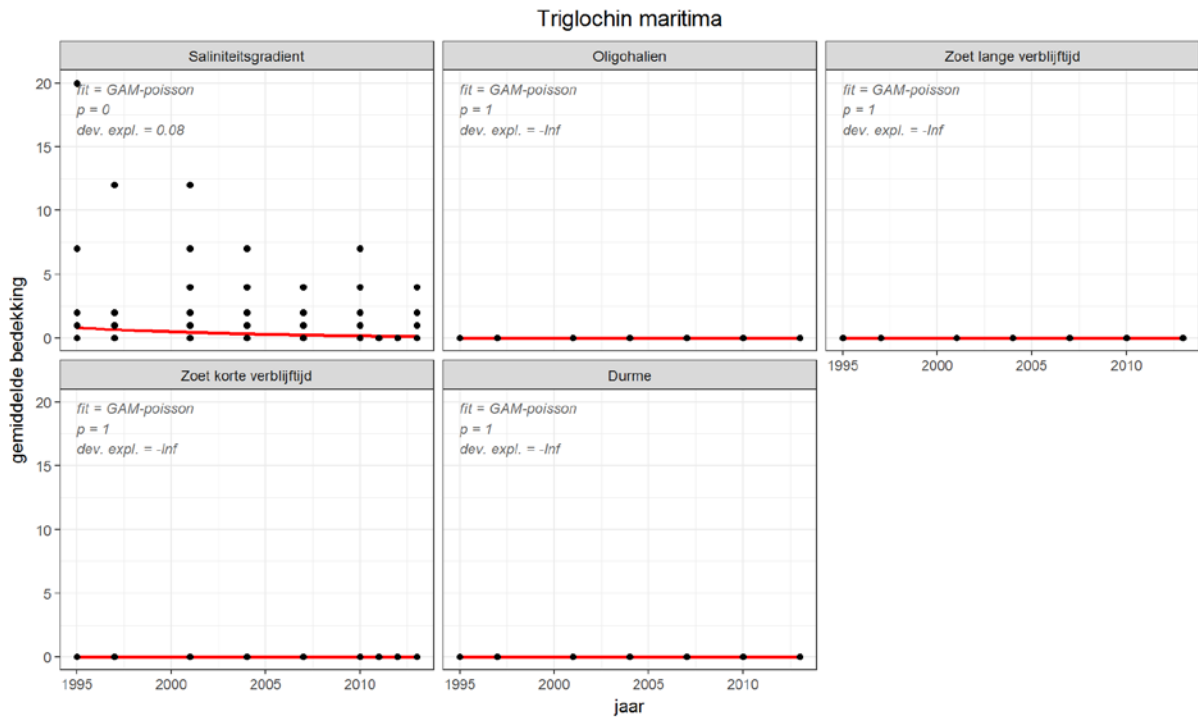 Triglochin maritima
Saliniteitsgradient
Oligohalien
Zoet lange verblijftijd
fit = GAM-poisson
p = 0
dev. expl. = 0.08
fit = GAM-poisson
p = 1
dev. expl. = -Inf
fit = GAM-poisson
p = 1
dev. expl. = -Inf
20
15
10
5
0
1995 2000 2005 2010
Zoet korte verblijftijd
Durme
fit = GAM-poisson
p = 1
dev. expl. = -Inf
fit = GAM-poisson
p = 1
dev. expl. = -Inf
20
15
10
5
0
1995 2000 2005 2010
1995 2000 2005 2010
gemiddelde bedekking
jaar